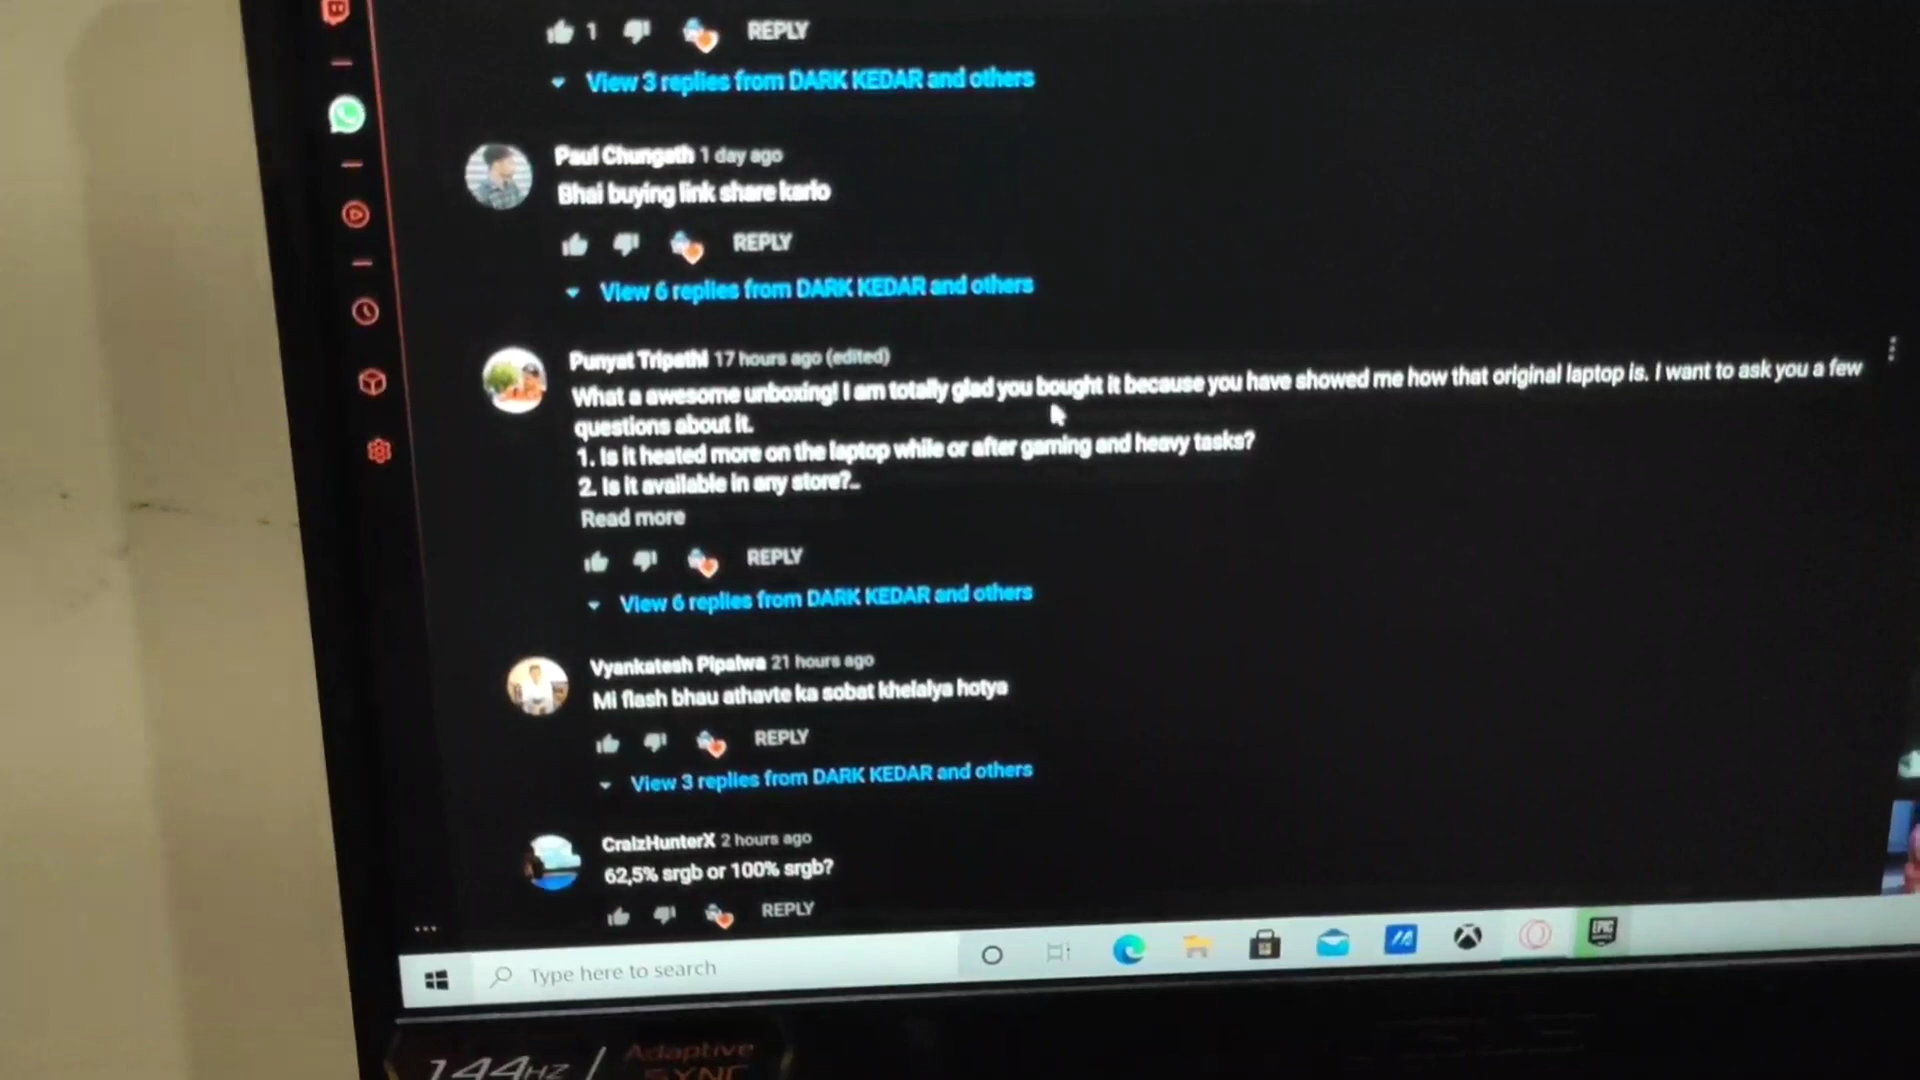 1 REPLY
View 3 replies from DARK KEDAR and others
Paul Chungath 1 day ago
Bhai buying link share karlo
REPLY
View 6 replies from DARK KEDAR and others
Punyat Tripathi 17 hours ago (edited)
What a awesome unboxing! I am totally glad you bought it because you have showed me how that original laptop is. I want to ask you a few
questions about it.
1. Is it heated more on the laptop while or after gaming and heavy tasks?
2. Is it available in any store?...
Read more
REPLY
View 6 replies from DARK KEDAR and others
Vyankatesh Pipalwa 21 hours ago
Mi flash bhau athavte ka sobat khelalya hotya
REPLY
View 3 replies from DARK KEDAR and others
CraizHunterX 2 hours ago
62,5% srgb or 100% srgb?
REPLY
Type here to search
EPIC
144Hz / Adaptive
SYNC